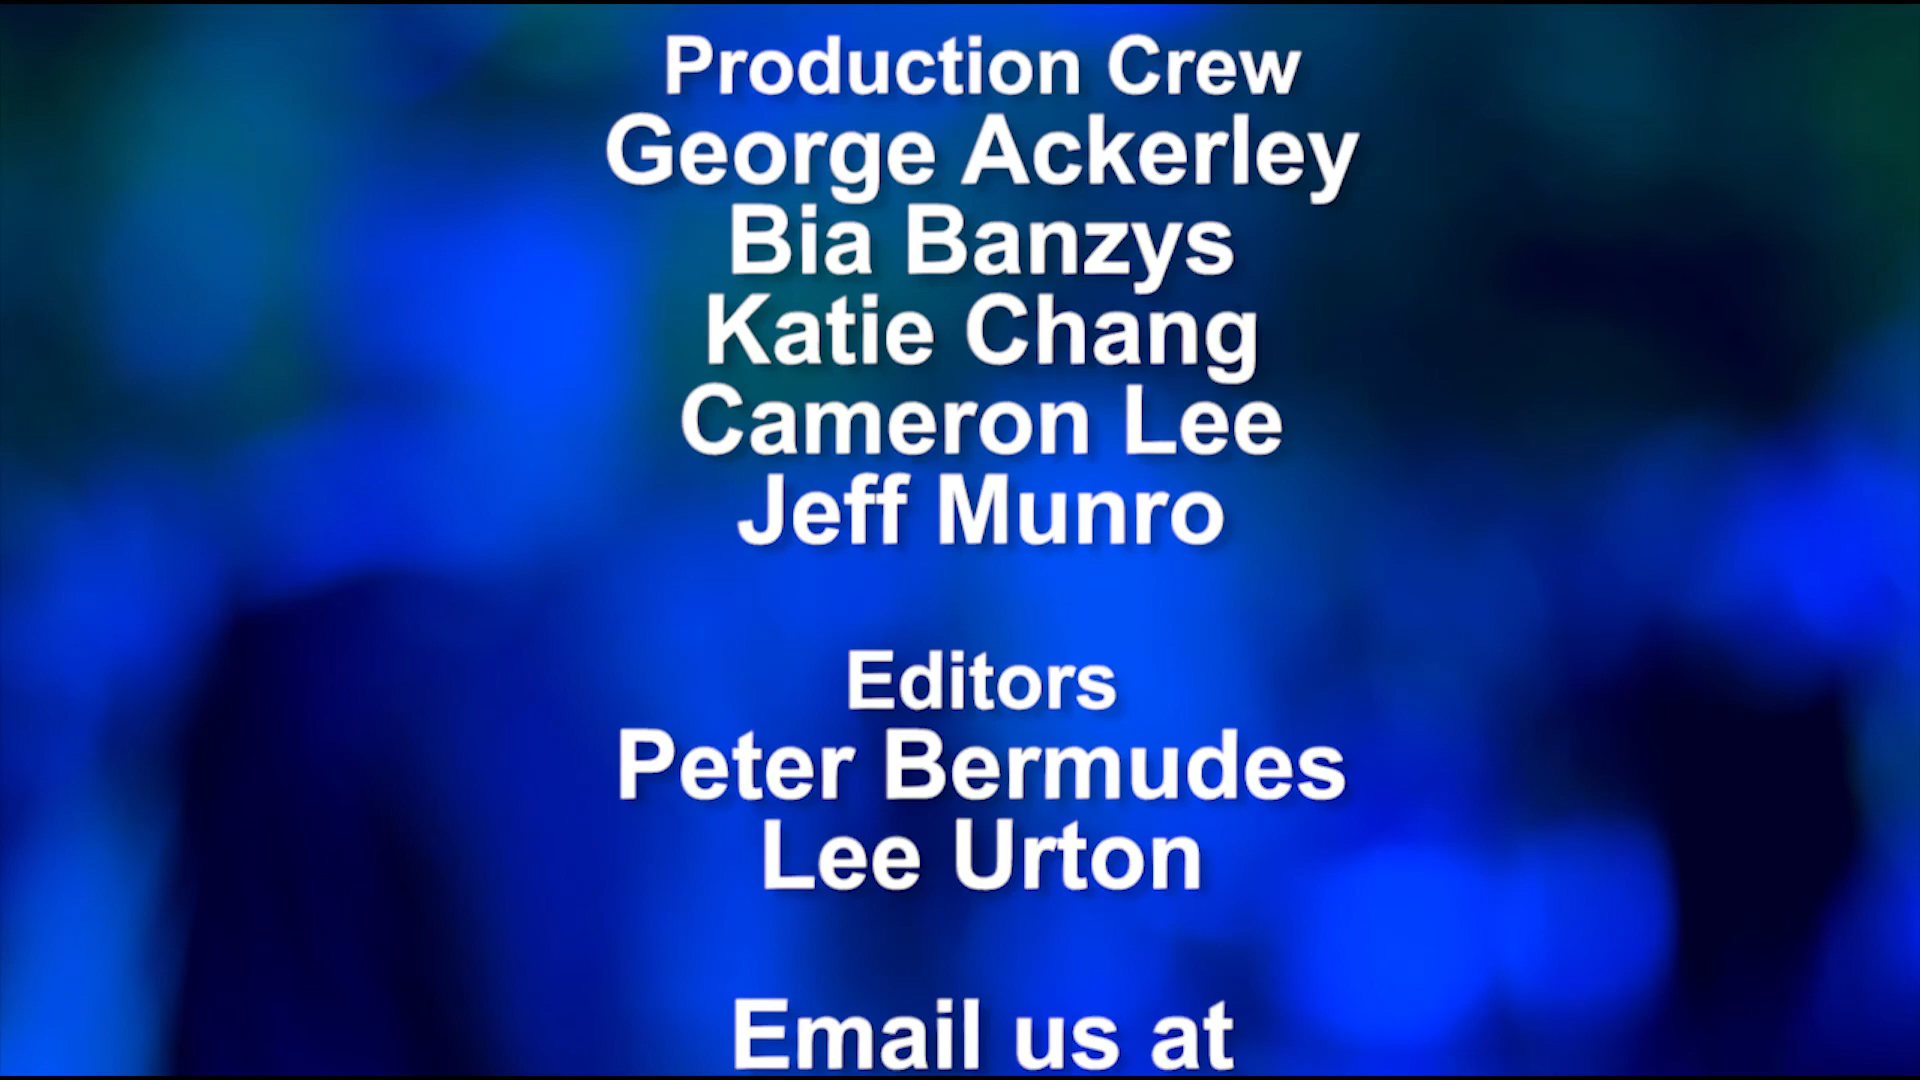 Production Crew
George Ackerley
Bia Banzys
Katie Chang
Cameron Lee
Jeff Munro
Editors
Peter Bermudes
Lee Urton
Email us at